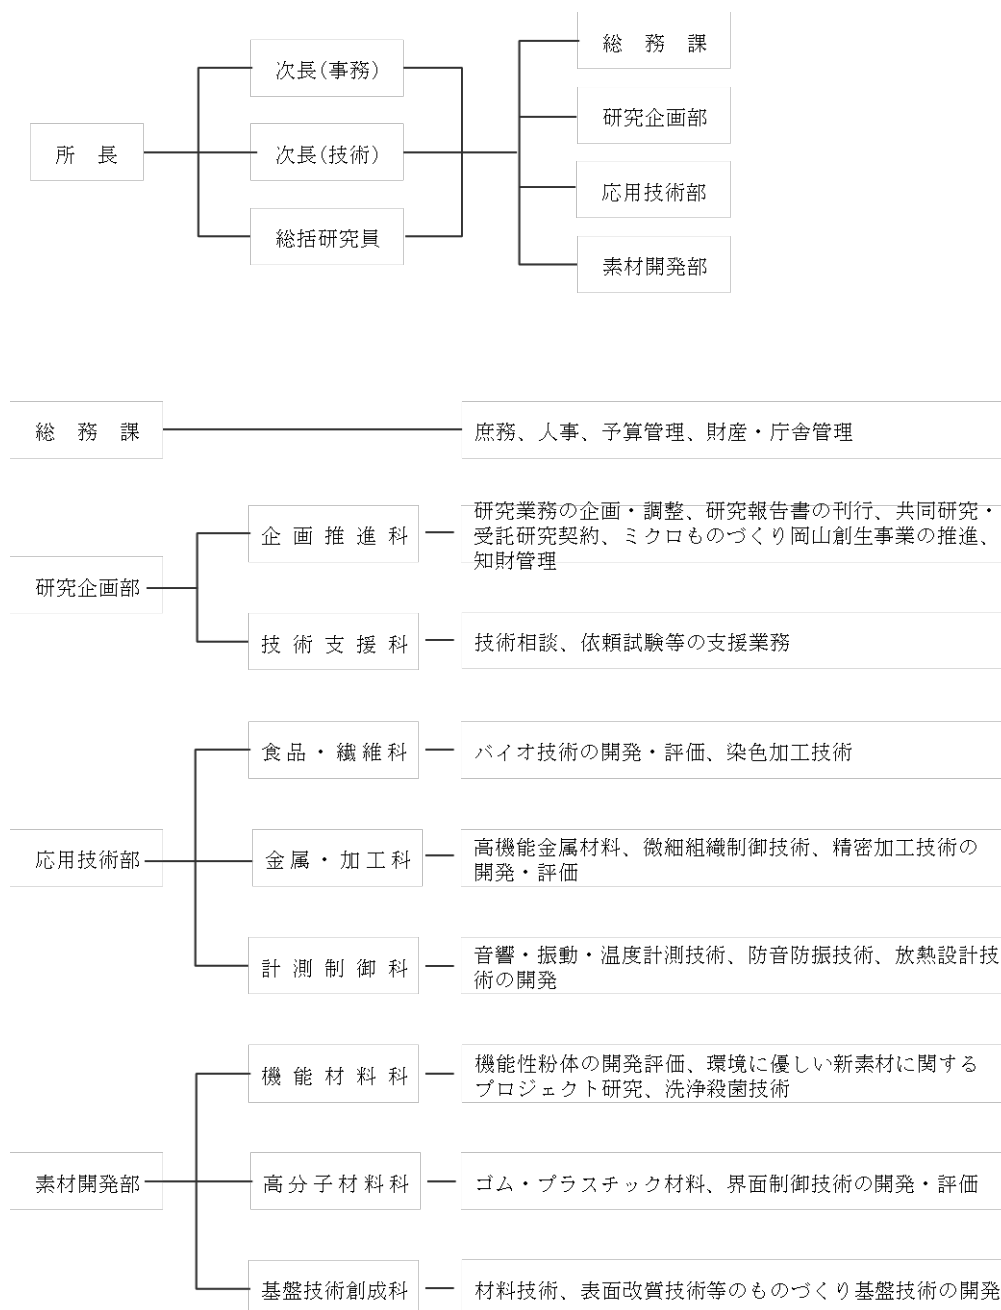 総務課
次長(事務)
研究企画部
所長
次長(技術)
応用技術部
総括研究員
素材開発部
総務課
庶務、人事、予算管理、財産・庁舎管理
研究企画部
企画推進科
研究業務の企画・調整、研究報告書の刊行、共同研究・
受託研究契約、ミクロものづくり岡山創生事業の推進、
知財管理
技術支援科
技術相談、依頼試験等の支援業務
応用技術部
食品・繊維科
バイオ技術の開発・評価、染色加工技術
金属・加工科
高機能金属材料、微細組織制御技術、精密加工技術の
開発・評価
計測制御科
音響・振動・温度計測技術、防音防振技術、放熱設計技
術の開発
素材開発部
機能材料科
機能性粉体の開発評価、環境に優しい新素材に関する
プロジェクト研究、洗浄殺菌技術
高分子材料科
ゴム・プラスチック材料、界面制御技術の開発・評価
基盤技術創成科
材料技術、表面改質技術等のものづくり基盤技術の開発